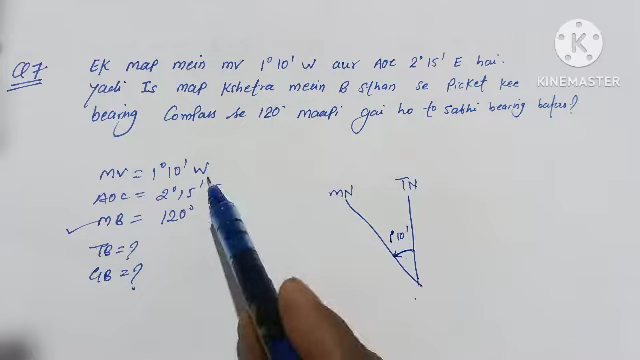 Q7 EK map mein mv 1°10' W aur AOC 2°15' E hai.
Yadi Is map Kshetra mein B sthan se Picket kee
bearing Compass se 120° maapi gai ho to sabhi bearing batao?
MV = 1°10' W
AOC = 2°15' E
MB = 120°
TB = ?
GB = ?
MN
TN
1°10'
K
KINEMASTER